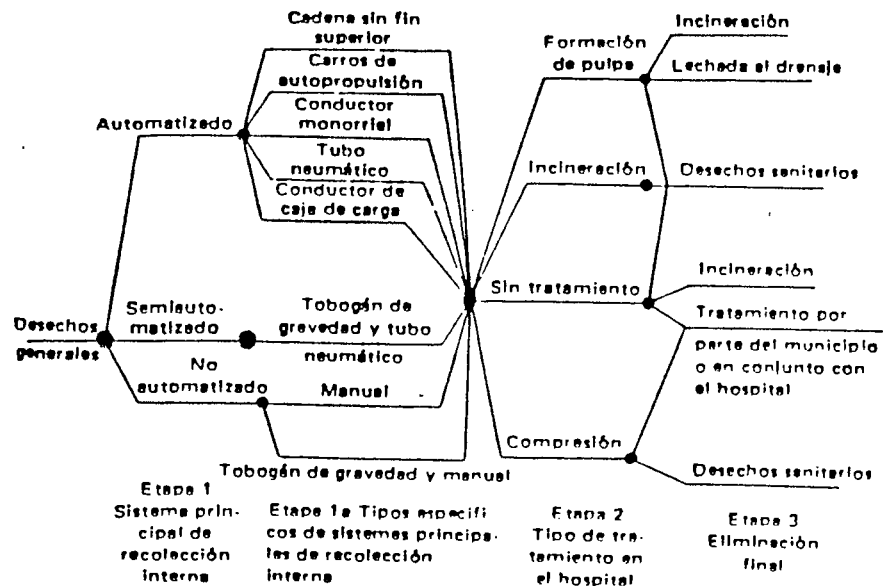 Cadena sin fin
superior
Carros de
autopropulsión
Conductor
monorriel
Tubo
neumático
Conductor de
caja de carga
Automatizado
Desechos
generales
Semiauto-
matizado
Tobogán de
gravedad y tubo
neumático
No
automatizado
Manual
Tobogán de gravedad y manual
Formación
de pulpa
Incineración
Sin tratamiento
Compresión
Incineración
Lechada al drenaje
Desechos sanitarios
Incineración
Tratamiento por
parte del municipio
o en conjunto con
el hospital
Desechos sanitarios
Etapa 1
Sistema prin-
cipal de
recolección
interna
Etapa 1a Tipos especifi
cos de sistemas principa-
les de recolección
interna
Etapa 2
Tipo de tra-
tamiento en
el hospital
Etapa 3
Eliminación
final